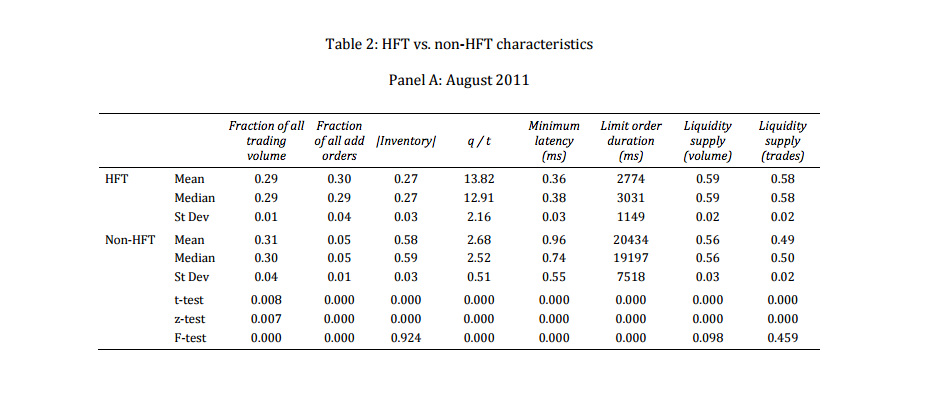 Table 2: HFT vs. non-HFT characteristics
Panel A: August 2011
Fraction of all trading volume Fraction of all add orders |Inventory| q / t Minimum latency (ms) Limit order duration (ms) Liquidity supply (volume) Liquidity supply (trades)
HFT Mean 0.29 0.30 0.27 13.82 0.36 2774 0.59 0.58
Median 0.29 0.29 0.27 12.91 0.38 3031 0.59 0.58
St Dev 0.01 0.04 0.03 2.16 0.03 1149 0.02 0.02
Non-HFT Mean 0.31 0.05 0.58 2.68 0.96 20434 0.56 0.49
Median 0.30 0.05 0.59 2.52 0.74 19197 0.56 0.50
St Dev 0.04 0.01 0.03 0.51 0.55 7518 0.03 0.02
t-test 0.008 0.000 0.000 0.000 0.000 0.000 0.000 0.000
z-test 0.007 0.000 0.000 0.000 0.000 0.000 0.000 0.000
F-test 0.000 0.000 0.924 0.000 0.000 0.000 0.098 0.459